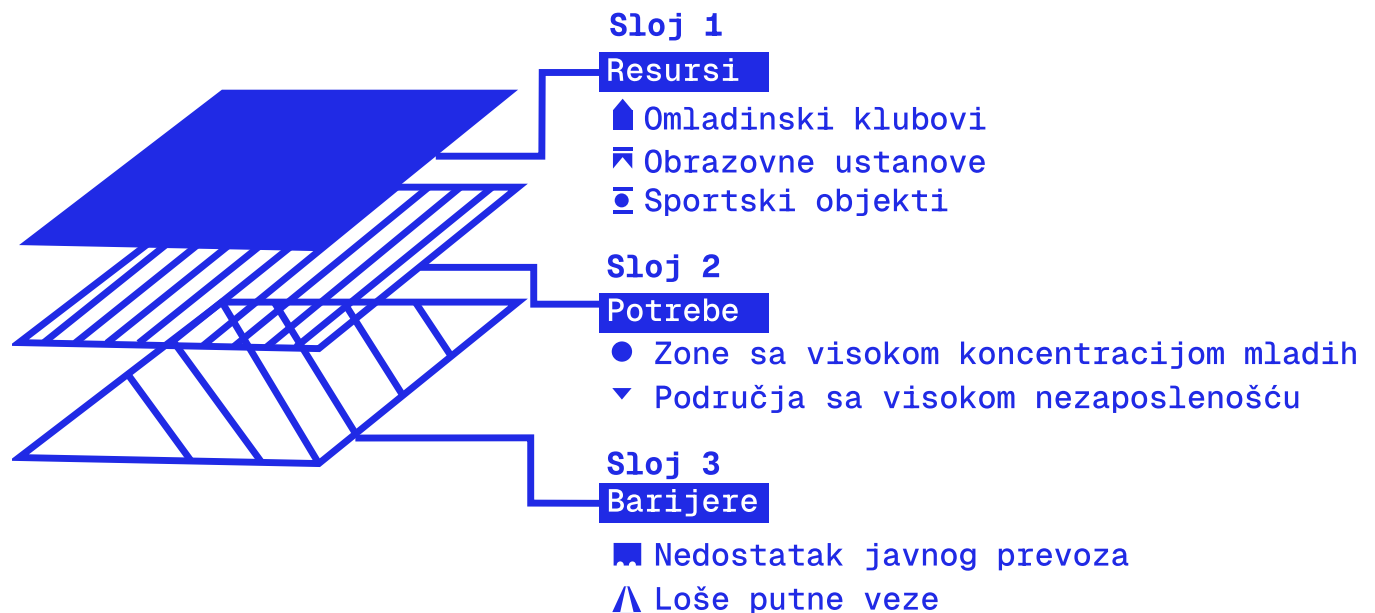 Sloj 1
Resursi
Omladinski klubovi
Obrazovne ustanove
Sportski objekti
Sloj 2
Potrebe
Zone sa visokom koncentracijom mladih
Područja sa visokom nezaposlenošću
Sloj 3
Barijere
Nedostatak javnog prevoza
Loše putne veze